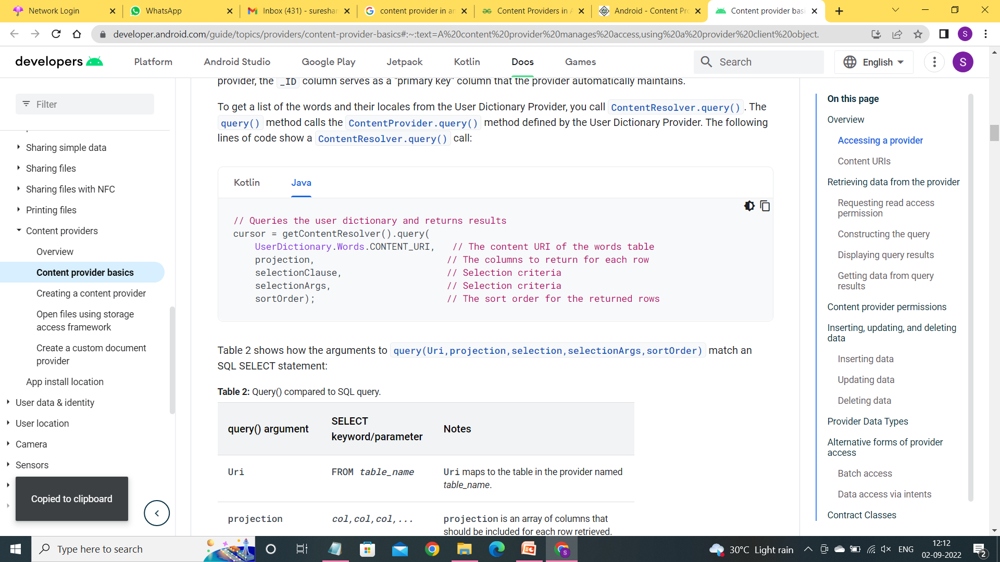 Network Login
WhatsApp
Inbox (431) - sureshar
content provider in an
Content Providers in A
Android - Content Pro
Content provider basi
developer.android.com/guide/topics/providers/content-provider-basics#:~:text=A%20content%20provider%20manages%20access,using%20a%20provider%20client%20object.
S
developers
Platform
Android Studio
Google Play
Jetpack
Kotlin
Docs
Games
Search
English
S
Filter
Sharing simple data
Sharing files
Sharing files with NFC
Printing files
Content providers
Overview
Content provider basics
Creating a content provider
Open files using storage
access framework
Create a custom document
provider
App install location
User data & identity
User location
Camera
Sensors
Copied to clipboard
provider, the _ID column serves as a "primary key" column that the provider automatically maintains.
To get a list of the words and their locales from the User Dictionary Provider, you call ContentResolver.query(). The
query() method calls the ContentProvider.query() method defined by the User Dictionary Provider. The following
lines of code show a ContentResolver.query() call:
Kotlin
Java
// Queries the user dictionary and returns results
cursor = getContentResolver().query(
UserDictionary.Words.CONTENT_URI, // The content URI of the words table
projection, // The columns to return for each row
selectionClause, // Selection criteria
selectionArgs, // Selection criteria
sortOrder); // The sort order for the returned rows
Table 2 shows how the arguments to query(Uri,projection,selection,selectionArgs,sortOrder) match an
SQL SELECT statement:
Table 2: Query() compared to SQL query.
query() argument
SELECT
keyword/parameter
Notes
Uri
FROM table_name
Uri maps to the table in the provider named
table_name.
projection
col,col,col,...
projection is an array of columns that
should be included for each row retrieved.
On this page
Overview
Accessing a provider
Content URIs
Retrieving data from the provider
Requesting read access
permission
Constructing the query
Displaying query results
Getting data from query
results
Content provider permissions
Inserting, updating, and deleting
data
Inserting data
Updating data
Deleting data
Provider Data Types
Alternative forms of provider
access
Batch access
Data access via intents
Contract Classes
Type here to search
30°C Light rain
ENG
12:12
02-09-2022
2